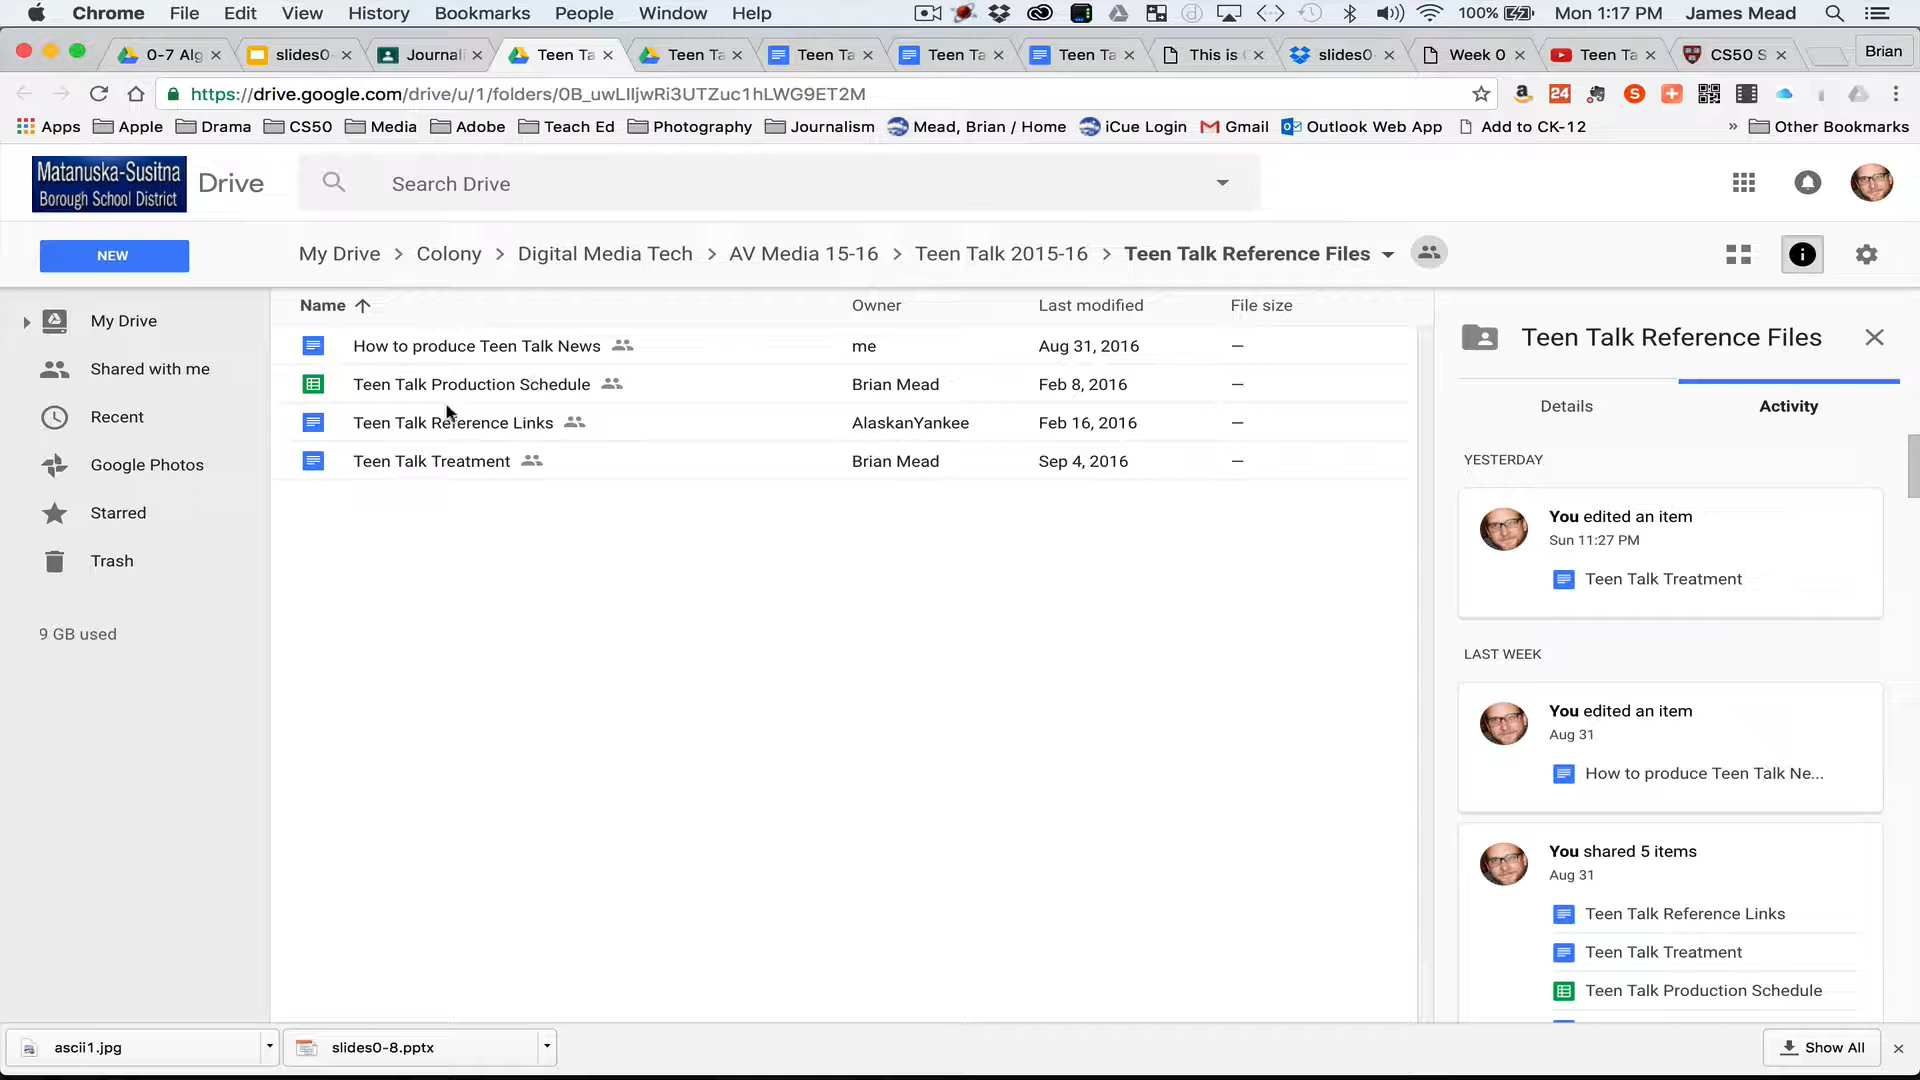 Chrome File Edit View History Bookmarks People Window Help 100% Mon 1:17 PM James Mead
0-7 Alg slides0- Journali Teen Ta Teen Ta Teen Ta Teen Ta Teen Ta This is slides0- Week 0 Teen Ta CS50 S Brian
https://drive.google.com/drive/u/1/folders/0B_uwLlljwRi3UTZuc1hLWG9ET2M
Apps Apple Drama CS50 Media Adobe Teach Ed Photography Journalism Mead, Brian / Home iCue Login Gmail Outlook Web App Add to CK-12 » Other Bookmarks
Matanuska-Susitna
Borough School District
Drive
Search Drive
NEW
My Drive > Colony > Digital Media Tech > AV Media 15-16 > Teen Talk 2015-16 > Teen Talk Reference Files
My Drive
Shared with me
Recent
Google Photos
Starred
Trash
9 GB used
Name Owner Last modified File size
How to produce Teen Talk News me Aug 31, 2016 —
Teen Talk Production Schedule Brian Mead Feb 8, 2016 —
Teen Talk Reference Links AlaskanYankee Feb 16, 2016 —
Teen Talk Treatment Brian Mead Sep 4, 2016 —
Teen Talk Reference Files
Details Activity
YESTERDAY
You edited an item
Sun 11:27 PM
Teen Talk Treatment
LAST WEEK
You edited an item
Aug 31
How to produce Teen Talk Ne...
You shared 5 items
Aug 31
Teen Talk Reference Links
Teen Talk Treatment
Teen Talk Production Schedule
ascii1.jpg slides0-8.pptx Show All